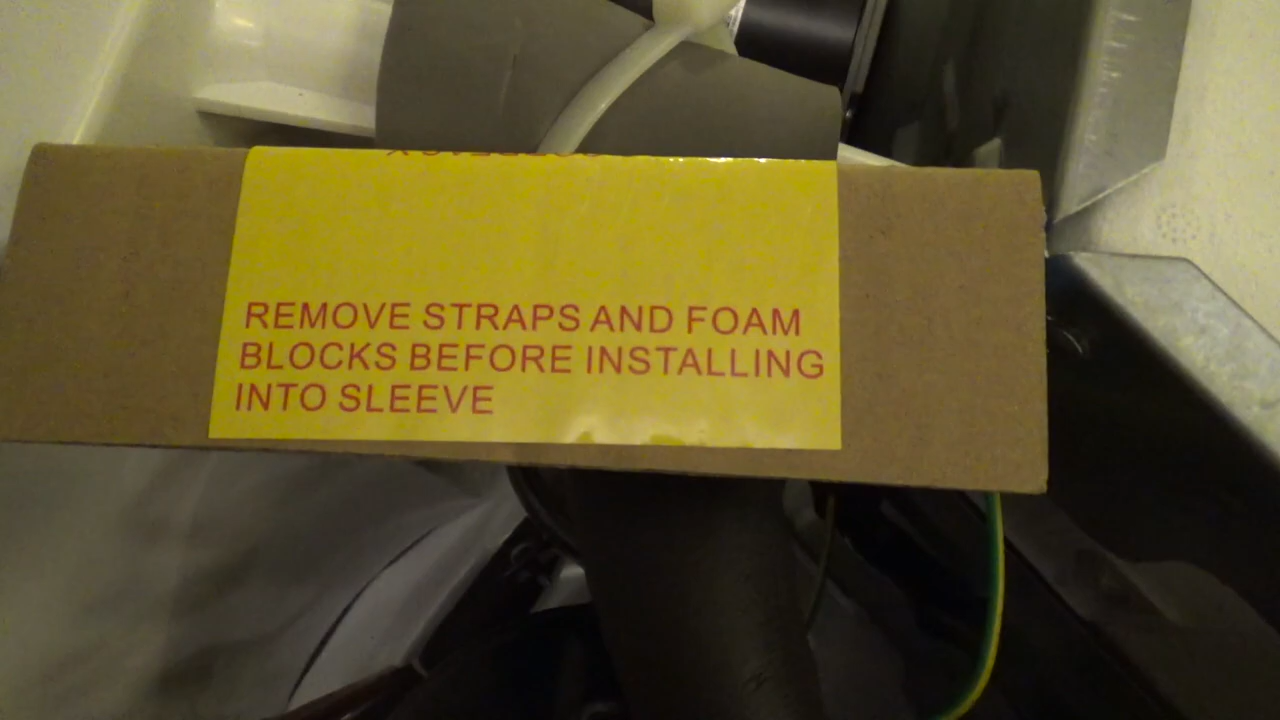 REMOVE STRAPS AND FOAM
BLOCKS BEFORE INSTALLING
INTO SLEEVE